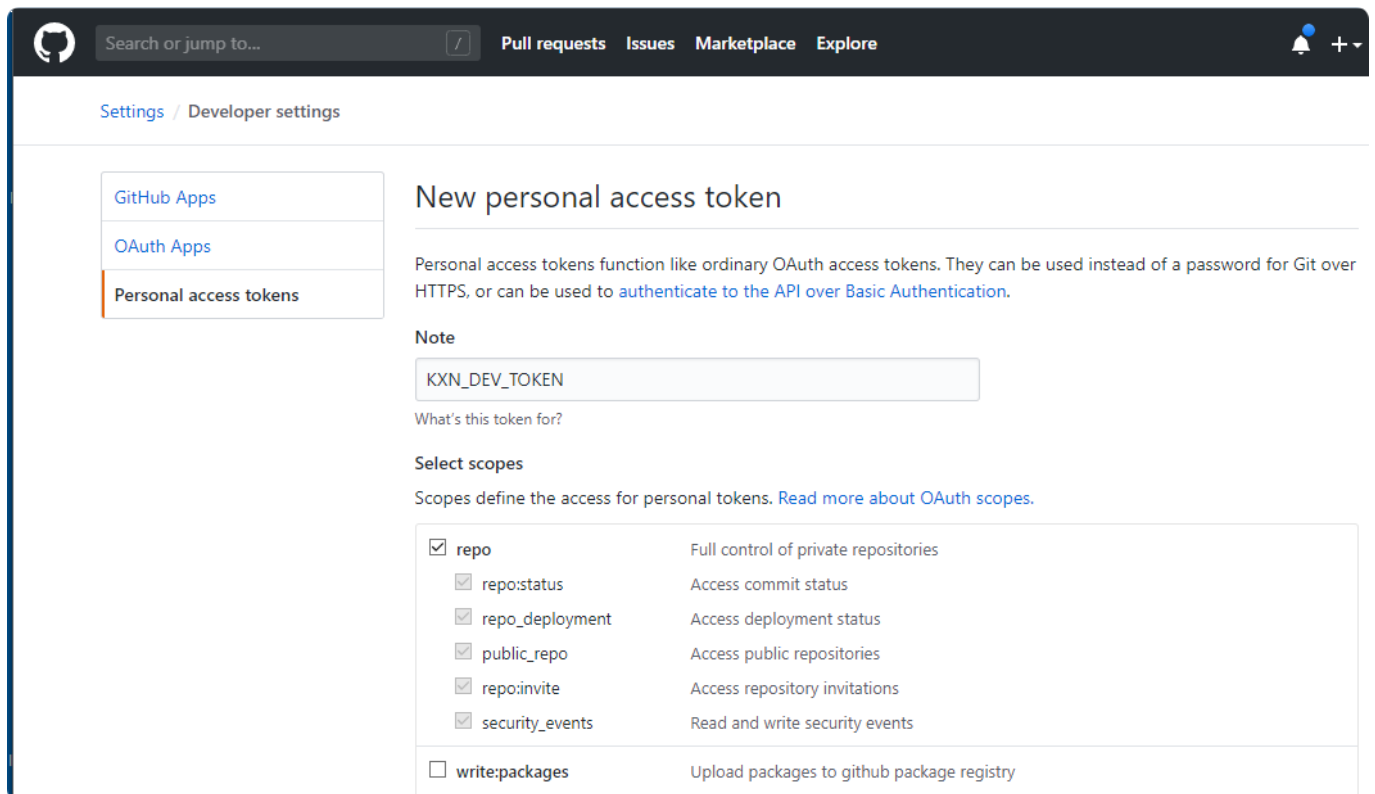 Search or jump to... /
Pull requests Issues Marketplace Explore
Settings / Developer settings
GitHub Apps
OAuth Apps
Personal access tokens
New personal access token
Personal access tokens function like ordinary OAuth access tokens. They can be used instead of a password for Git over
HTTPS, or can be used to authenticate to the API over Basic Authentication.
Note
KXN_DEV_TOKEN
What's this token for?
Select scopes
Scopes define the access for personal tokens. Read more about OAuth scopes.
repo Full control of private repositories
repo:status Access commit status
repo_deployment Access deployment status
public_repo Access public repositories
repo:invite Access repository invitations
security_events Read and write security events
write:packages Upload packages to github package registry